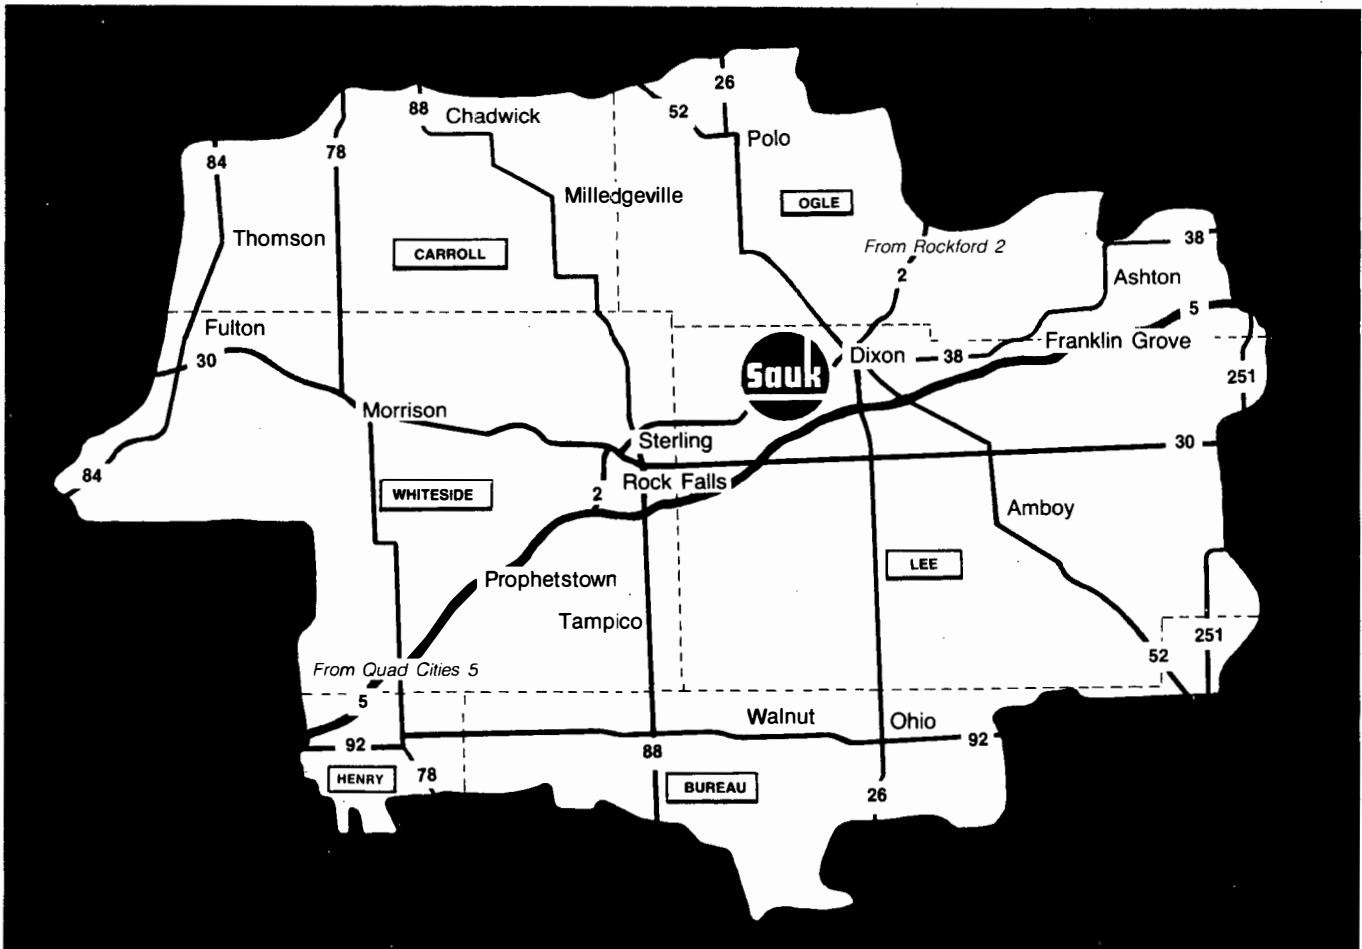 26
88
Chadwick
52
Polo
84
78
Milledgeville
OGLE
Thomson
CARROLL
From Rockford 2
38
2
Ashton
5
Fulton
30
Dixon
38
Franklin Grove
Sauk
251
Morrison
Sterling
30
84
Rock Falls
WHITESIDE
2
Amboy
LEE
Prophetstown
Tampico
251
52
From Quad Cities 5
5
Walnut
Ohio
92
92
88
HENRY
78
BUREAU
26